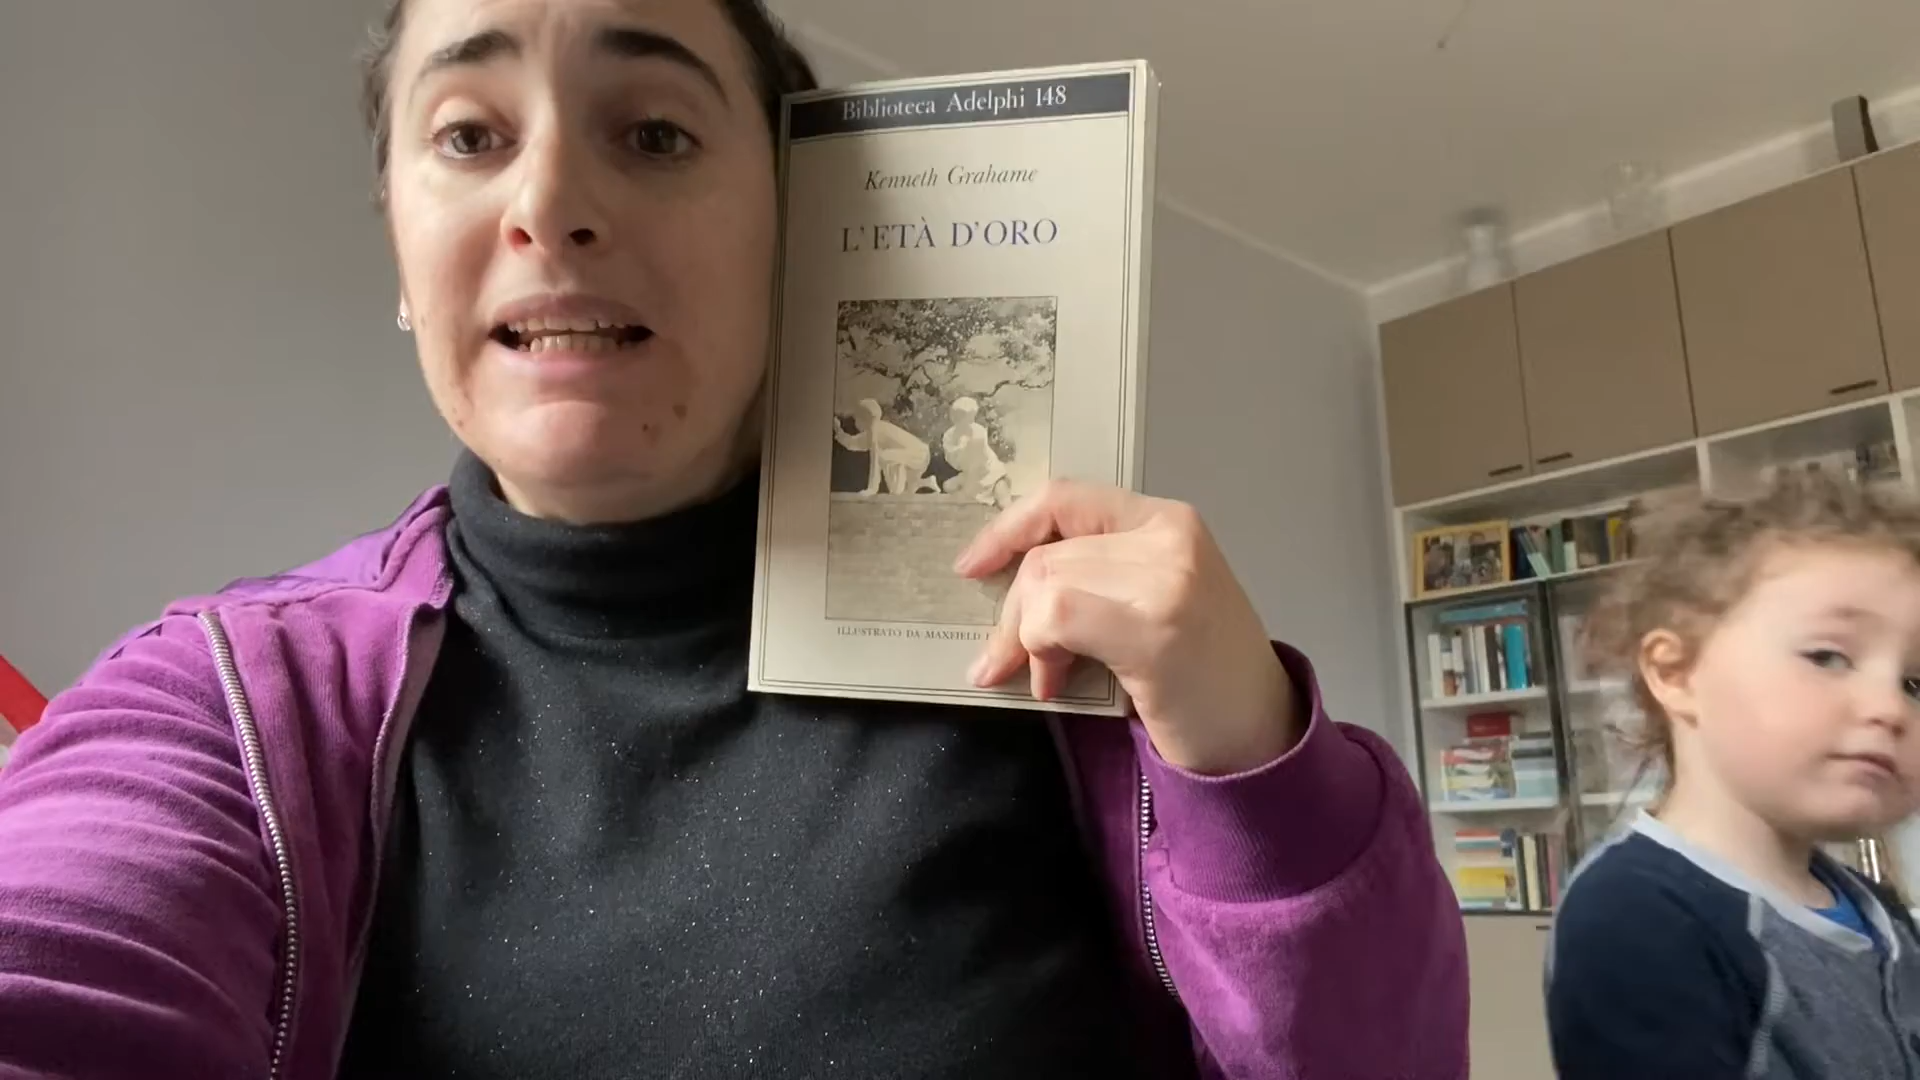 Biblioteca Adelphi 148
Kenneth Grahame
L'ETÀ D'ORO
ILLUSTRATO DA MAXFIELD